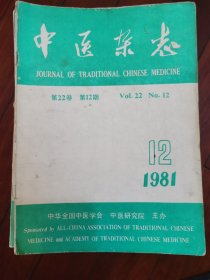 中医杂志
JOURNAL OF TRADITIONAL CHINESE MEDICINE
第22卷 第12期 Vol. 22 No. 12
12
1981
中华全国中医学会 中医研究院 主办
Sponsored by ALL-CHINA ASSOCIATION OF TRADITIONAL CHINESE
MEDICINE and ACADEMY OF TRADITIONAL CHINESE MEDICINE